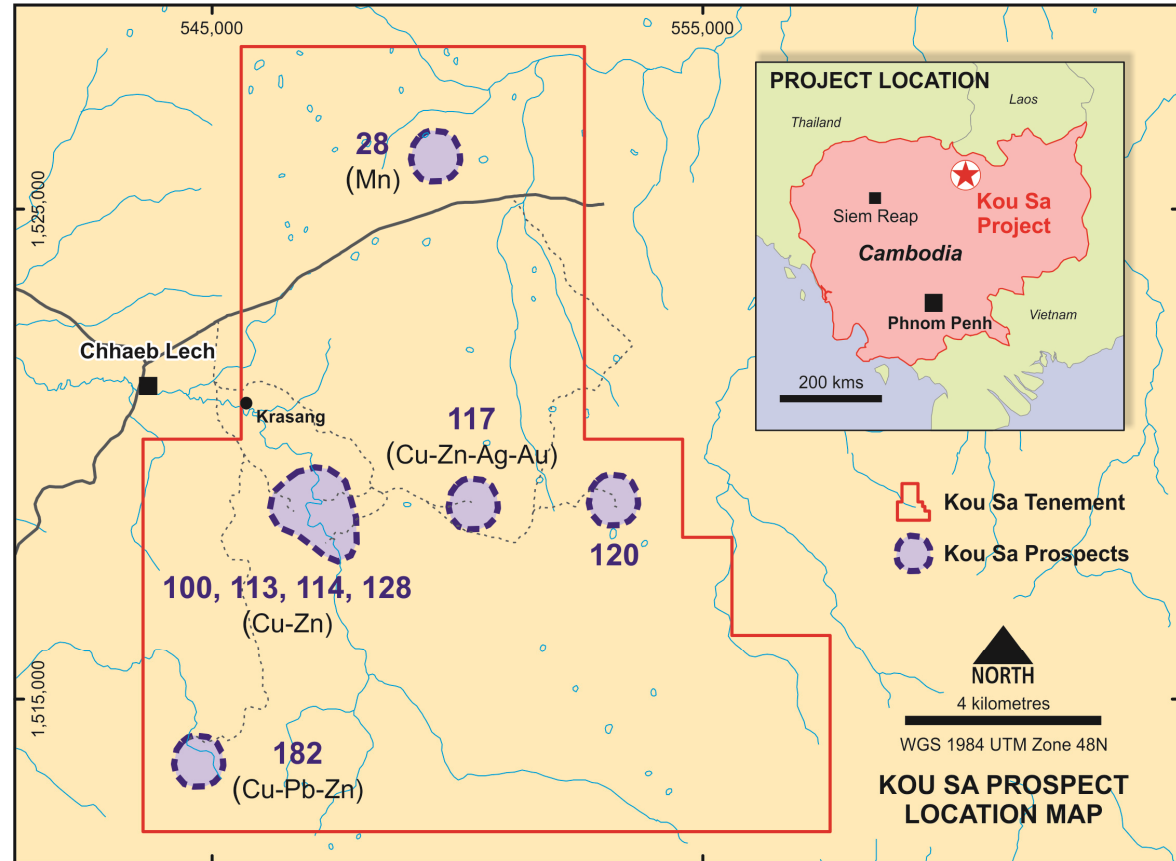 545,000
555,000
1,525,000
1,515,000
28
(Mn)
Chhaeb Lech
Krasang
117
(Cu-Zn-Ag-Au)
120
100, 113, 114, 128
(Cu-Zn)
182
(Cu-Pb-Zn)
PROJECT LOCATION
Laos
Thailand
Siem Reap
Kou Sa
Project
Cambodia
Phnom Penh
Vietnam
200 kms
Kou Sa Tenement
Kou Sa Prospects
NORTH
4 kilometres
WGS 1984 UTM Zone 48N
KOU SA PROSPECT
LOCATION MAP